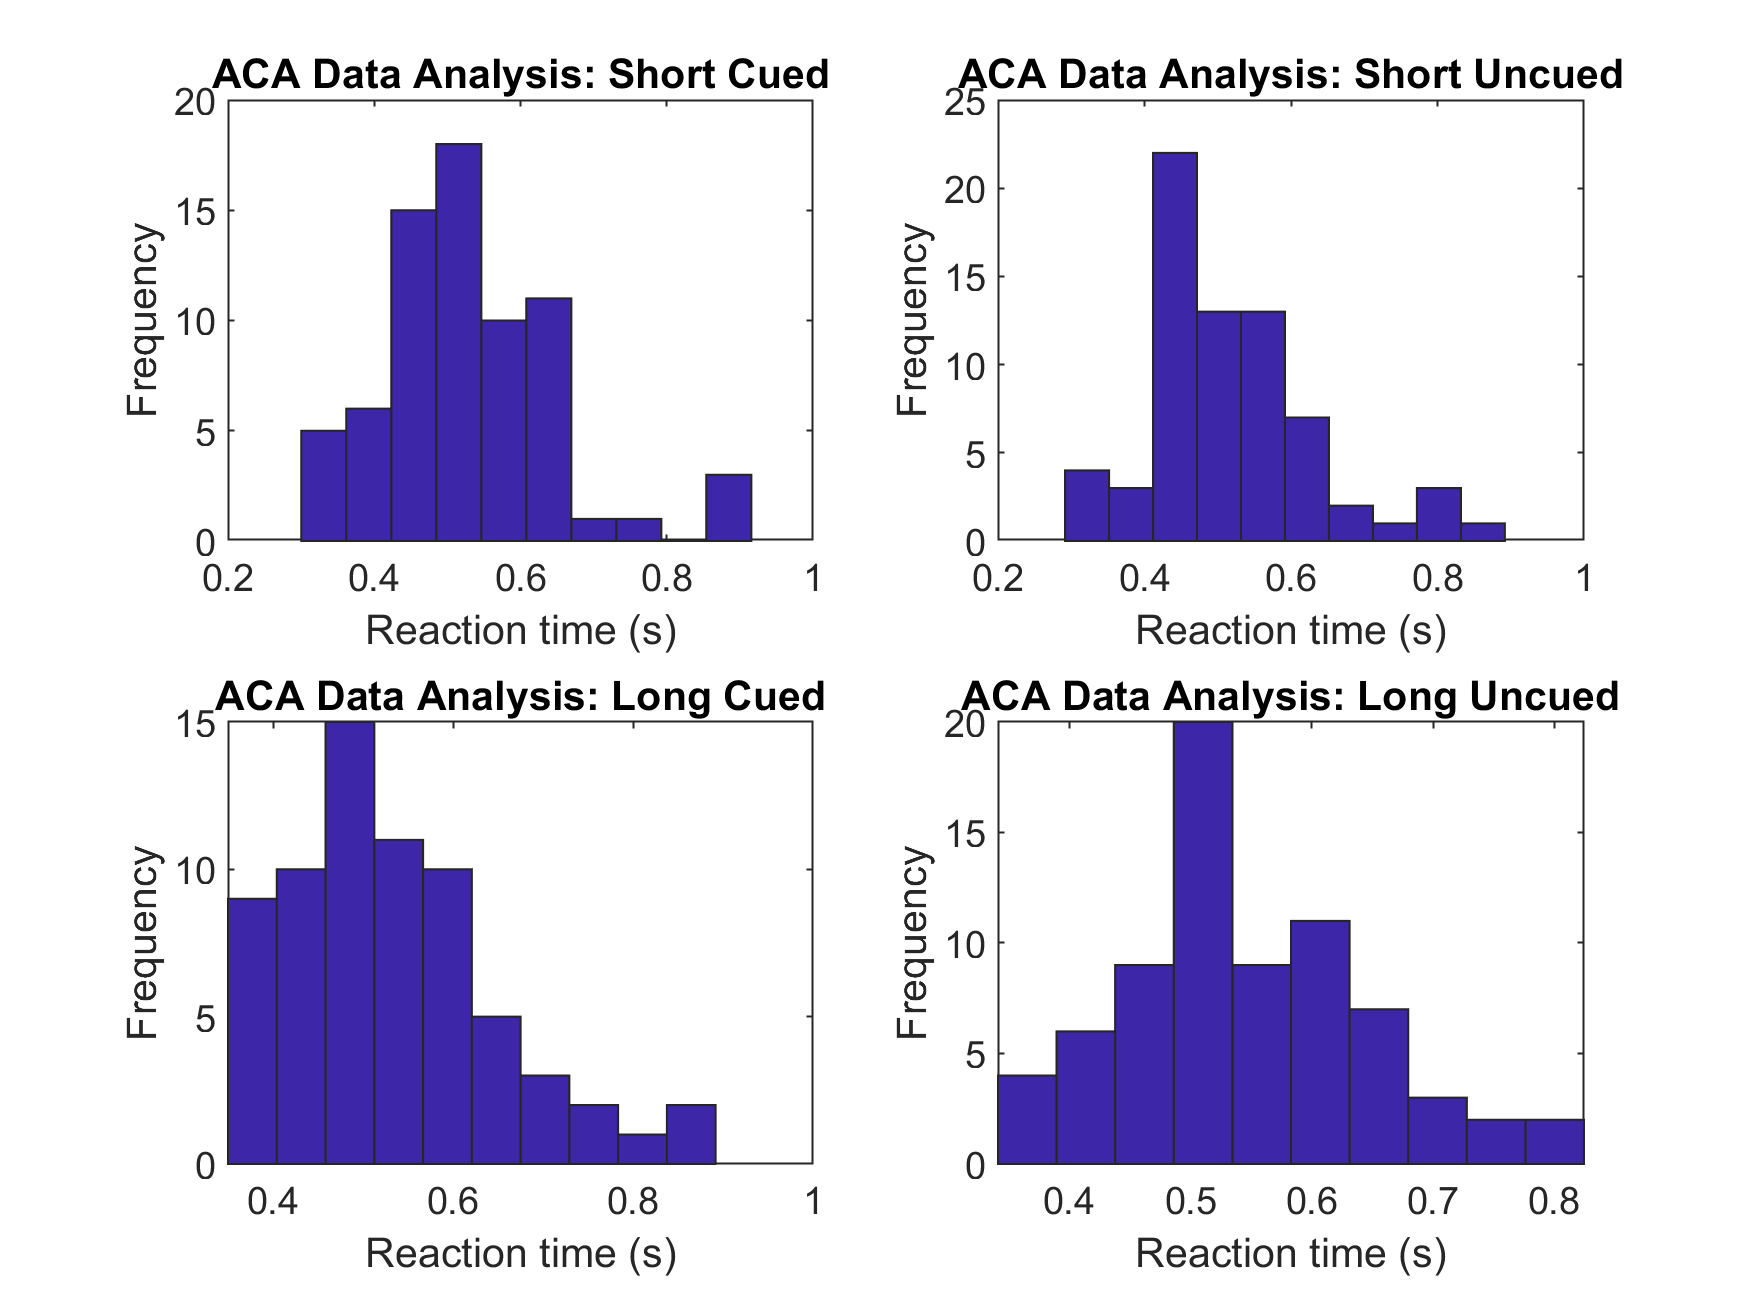 ACA Data Analysis: Short Cued
20
15
10
5
0
0.2 0.4 0.6 0.8 1
Frequency
Reaction time (s)
ACA Data Analysis: Short Uncued
25
20
15
10
5
0
0.2 0.4 0.6 0.8 1
Frequency
Reaction time (s)
ACA Data Analysis: Long Cued
15
10
5
0
0.4 0.6 0.8 1
Frequency
Reaction time (s)
ACA Data Analysis: Long Uncued
20
15
10
5
0
0.4 0.5 0.6 0.7 0.8
Frequency
Reaction time (s)